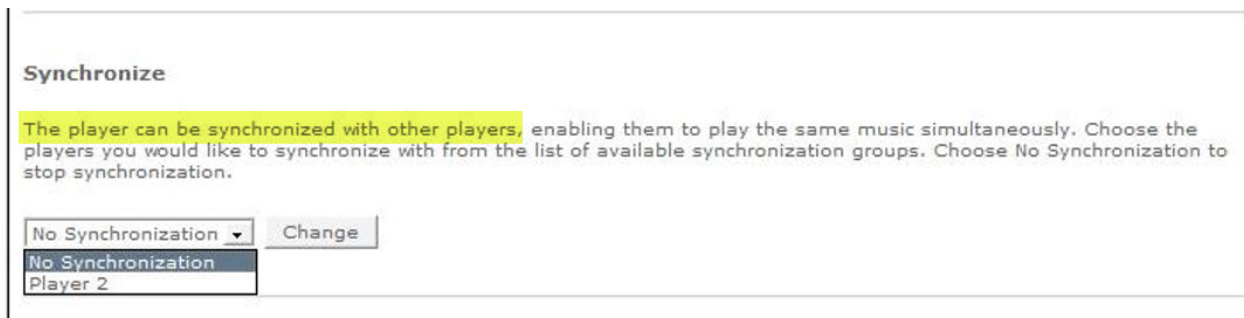 Synchronize
The player can be synchronized with other players, enabling them to play the same music simultaneously. Choose the
players you would like to synchronize with from the list of available synchronization groups. Choose No Synchronization to
stop synchronization.
No Synchronization Change
No Synchronization
Player 2